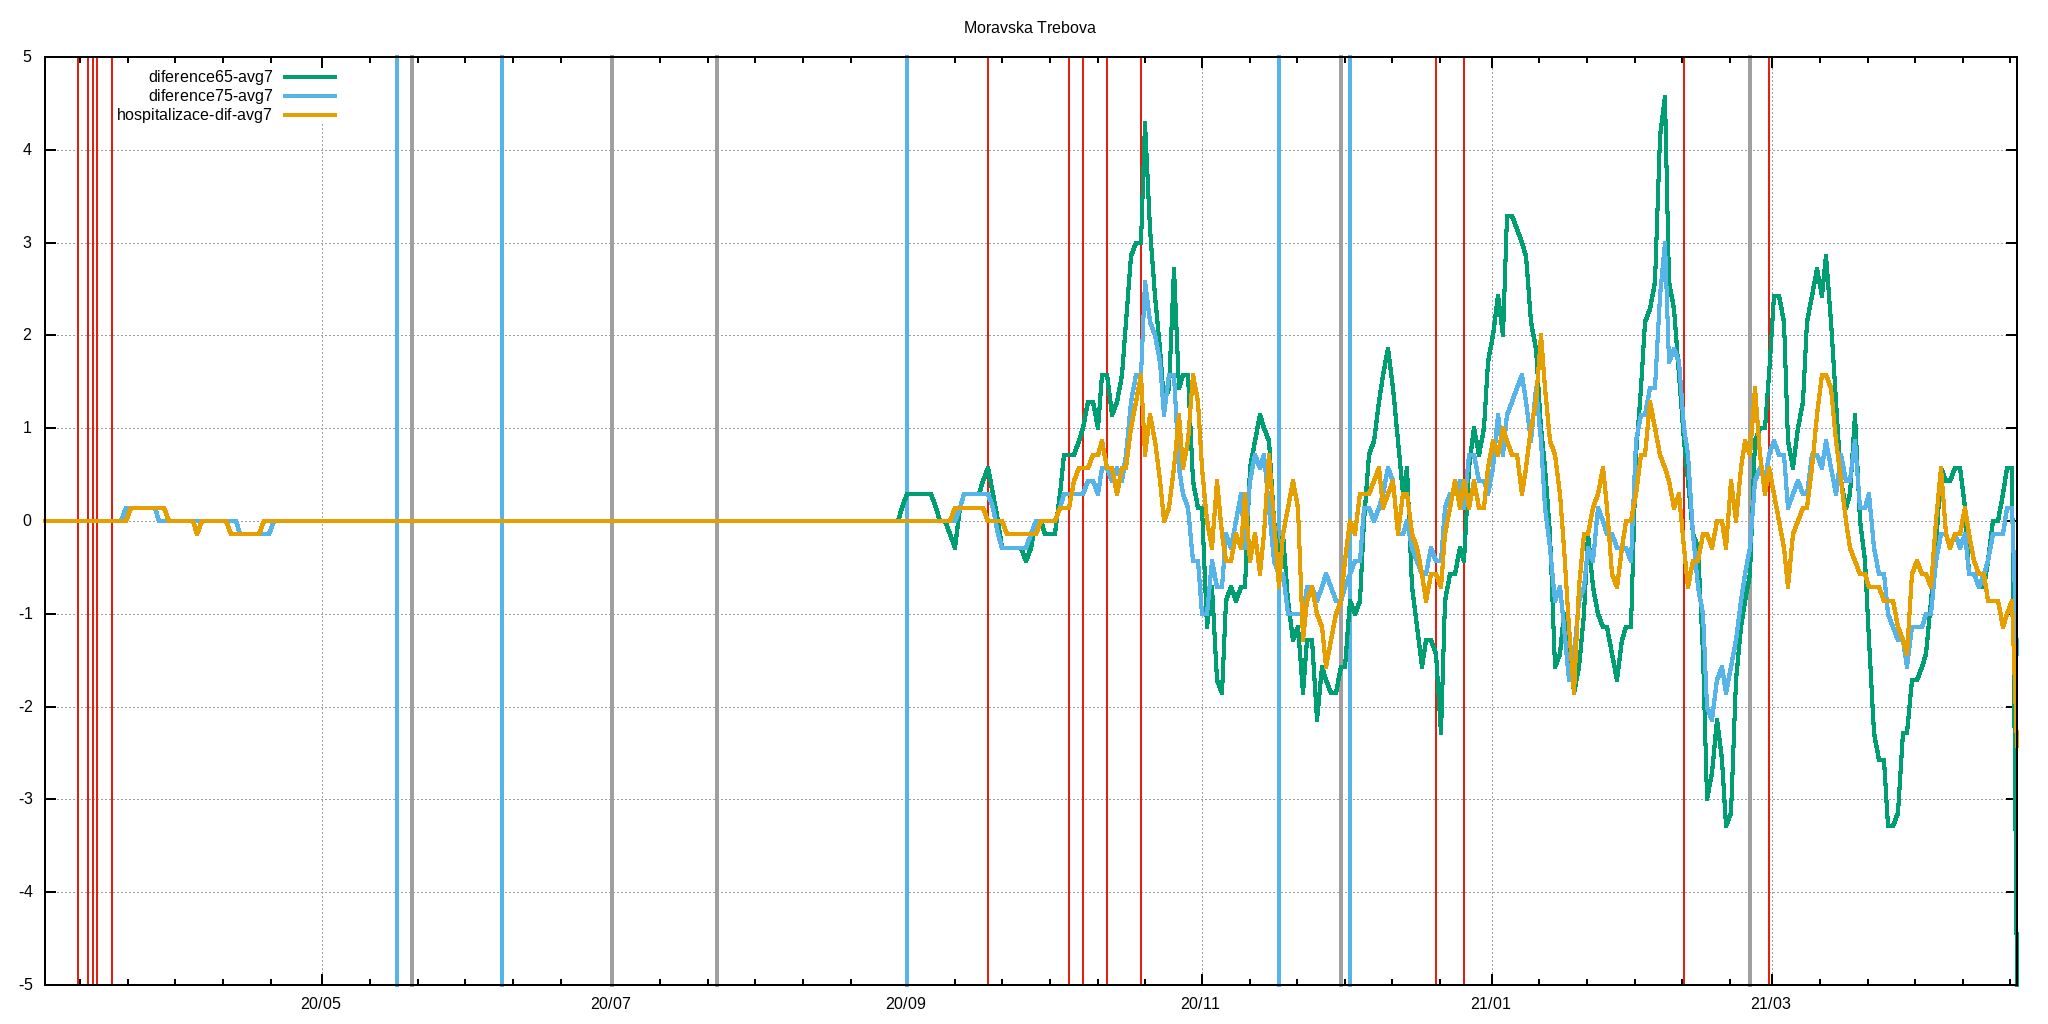 Moravska Trebova
diference65-avg7
diference75-avg7
hospitalizace-dif-avg7
5
4
3
2
1
0
-1
-2
-3
-4
-5
20/05 20/07 20/09 20/11 21/01 21/03